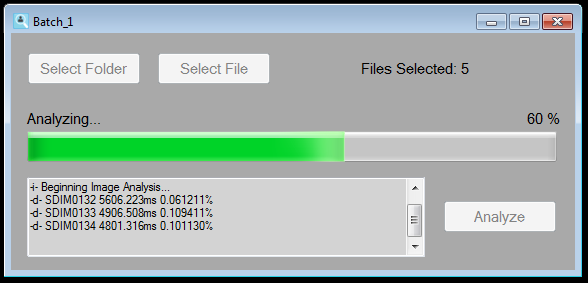 Batch_1
Select Folder Select File Files Selected: 5
Analyzing... 60 %
-i- Beginning Image Analysis...
-d- SDIM0132 5606.223ms 0.061211%
-d- SDIM0133 4906.508ms 0.109411%
-d- SDIM0134 4801.316ms 0.101130%
Analyze